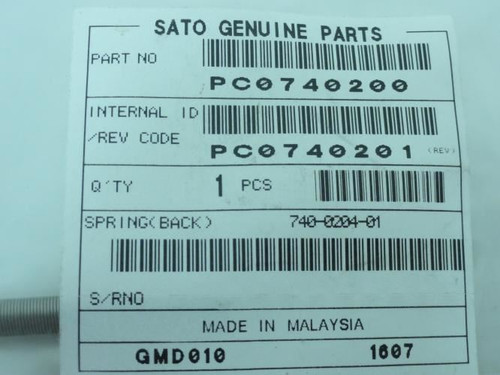 SATO GENUINE PARTS
PART NO
PC0740200
INTERNAL ID
/REV CODE
PC0740201 (REV)
Q'TY 1 PCS
SPRING(BACK) 740-0204-01
S/RNO
MADE IN MALAYSIA
GMD010 1607